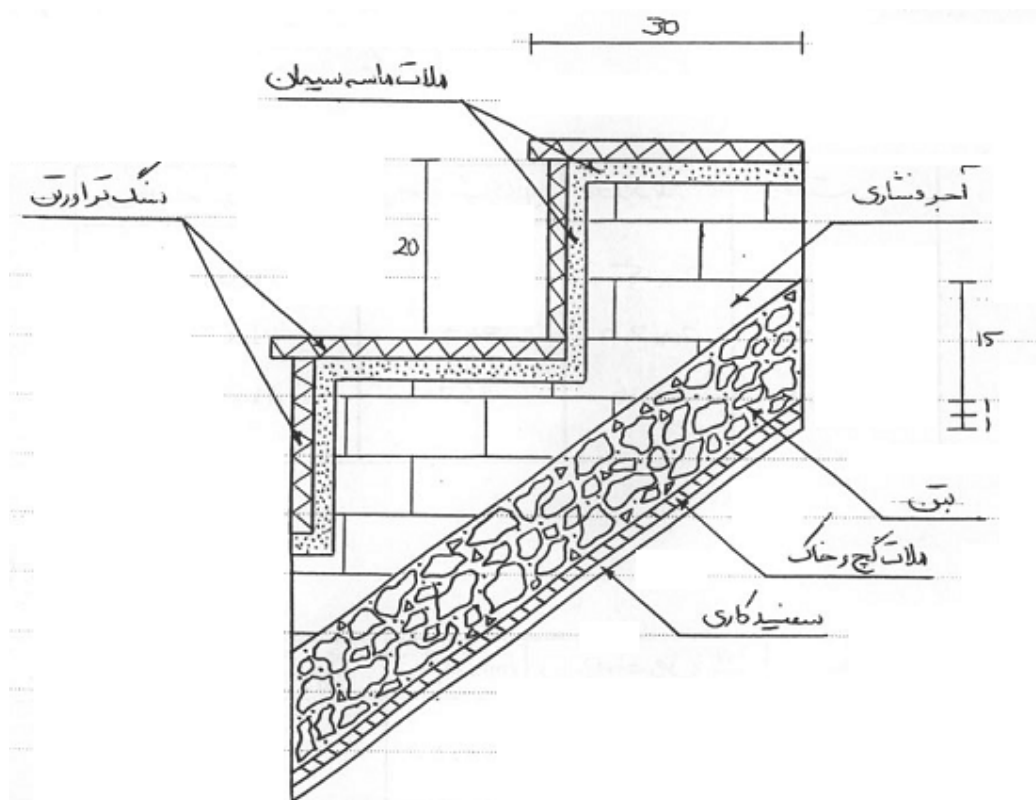 30
ملات ماسه سیمان
سنگ تراورتن
آجر فشاری
20
15
1
1
بتن
ملات گچ و خاک
سفیدکاری